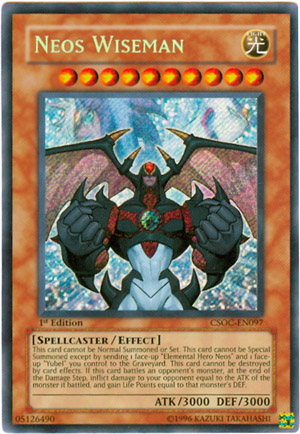 NEOS WISEMAN
LIGHT
光
1st Edition
CSOC-EN097
[SPELLCASTER / EFFECT]
This card cannot be Normal Summoned or Set. This card cannot be Special
Summoned except by sending 1 face-up "Elemental Hero Neos" and 1 face-
up "Yubel" you control to the Graveyard. This card cannot be destroyed
by card effects. If this card battles an opponent's monster, at the end of
the Damage Step, inflict damage to your opponent equal to the ATK of
the monster it battled, and gain Life Points equal to that monster's DEF.
ATK/3000 DEF/3000
05126490
©1996 KAZUKI TAKAHASHI